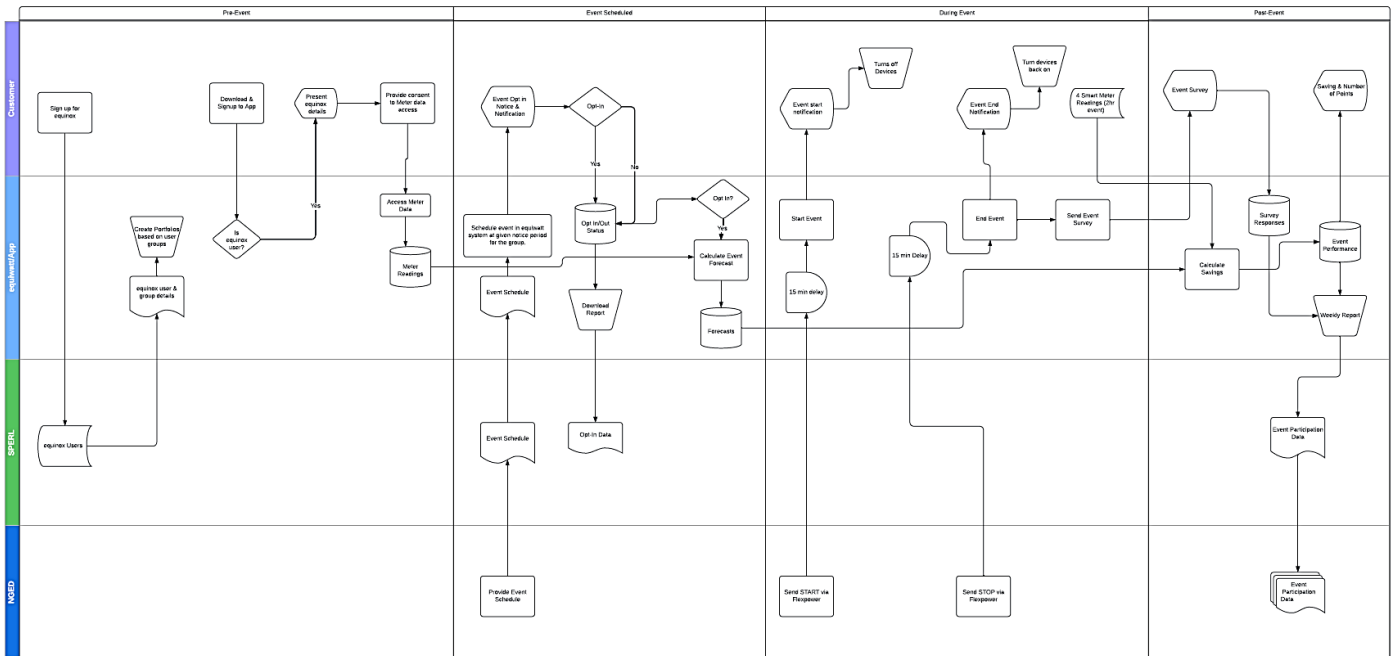 Pre-Event
Event Scheduled
During Event
Post-Event
Customer
Sign up for
equinox
Download &
Signup to App
Present
equinox
details
Provide consent
to Meter data
access
Event Opt in
Notice &
Notification
Opt-in
Yes
No
Event start
notification
Turns off
Devices
Event End
Notification
Turn devices
back on
4 Smart Meter
Readings (2hr
event)
Event Survey
Saving & Number
of Points
equiwatt/App
Create Portfolios
based on user
groups
equinox user &
group details
Is
equinox
user?
Yes
Access Meter
Data
Meter
Readings
Schedule event in equiwatt
system at given notice period
for the group.
Event Schedule
Opt In/Out
Status
Download
Report
Opt In?
Yes
Calculate Event
Forecast
Forecasts
Start Event
15 min delay
15 min Delay
End Event
Send Event
Survey
Calculate
Savings
Survey
Responses
Event
Performance
Weekly Report
SPERL
equinox Users
Event Schedule
Opt-In Data
Event Participation
Data
NGED
Provide Event
Schedule
Send START via
Flexpower
Send STOP via
Flexpower
Event
Participation
Data